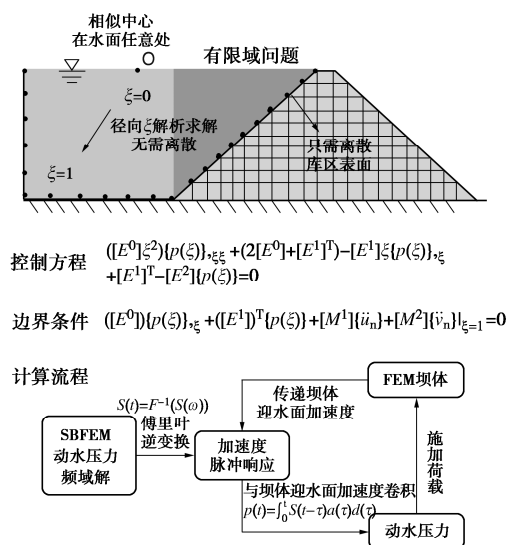 相似中心
在水面任意处
O
有限域问题
ξ=0
径向ξ解析求解
无需离散
只需离散
库区表面
ξ=1
控制方程 ([E⁰]ξ²){p(ξ)},ξξ +(2[E⁰]+[E¹]ᵀ)−[E¹]ξ{p(ξ)},ξ
+[E¹]ᵀ−[E²]{p(ξ)=0
边界条件 ([E⁰]){p(ξ)},ξ +([E¹])ᵀ{p(ξ)}+[M¹]{üₙ}+[M²]{v̈ₙ}|ξ=1=0
计算流程
FEM坝体
S(t)=F⁻¹(S(ω))
傅里叶
逆变换
传递坝体
迎水面加速度
SBFEM
动水压力
频域解
加速度
脉冲响应
施加荷载
与坝体迎水面加速度卷积
p(t)=∫₀ᵗS(t−τ)a(τ)d(τ)
动水压力